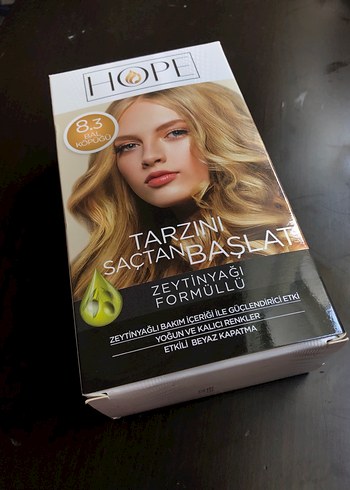 HOPE
8.3
BAL
KÖPÜĞÜ
TARZINI
SAÇTAN BAŞLAT
ZEYTİNYAĞI
FORMÜLLÜ
ZEYTİNYAĞLI BAKIM İÇERİĞİ İLE GÜÇLENDİRİCİ ETKİ
YOĞUN VE KALICI RENKLER
ETKİLİ BEYAZ KAPATMA